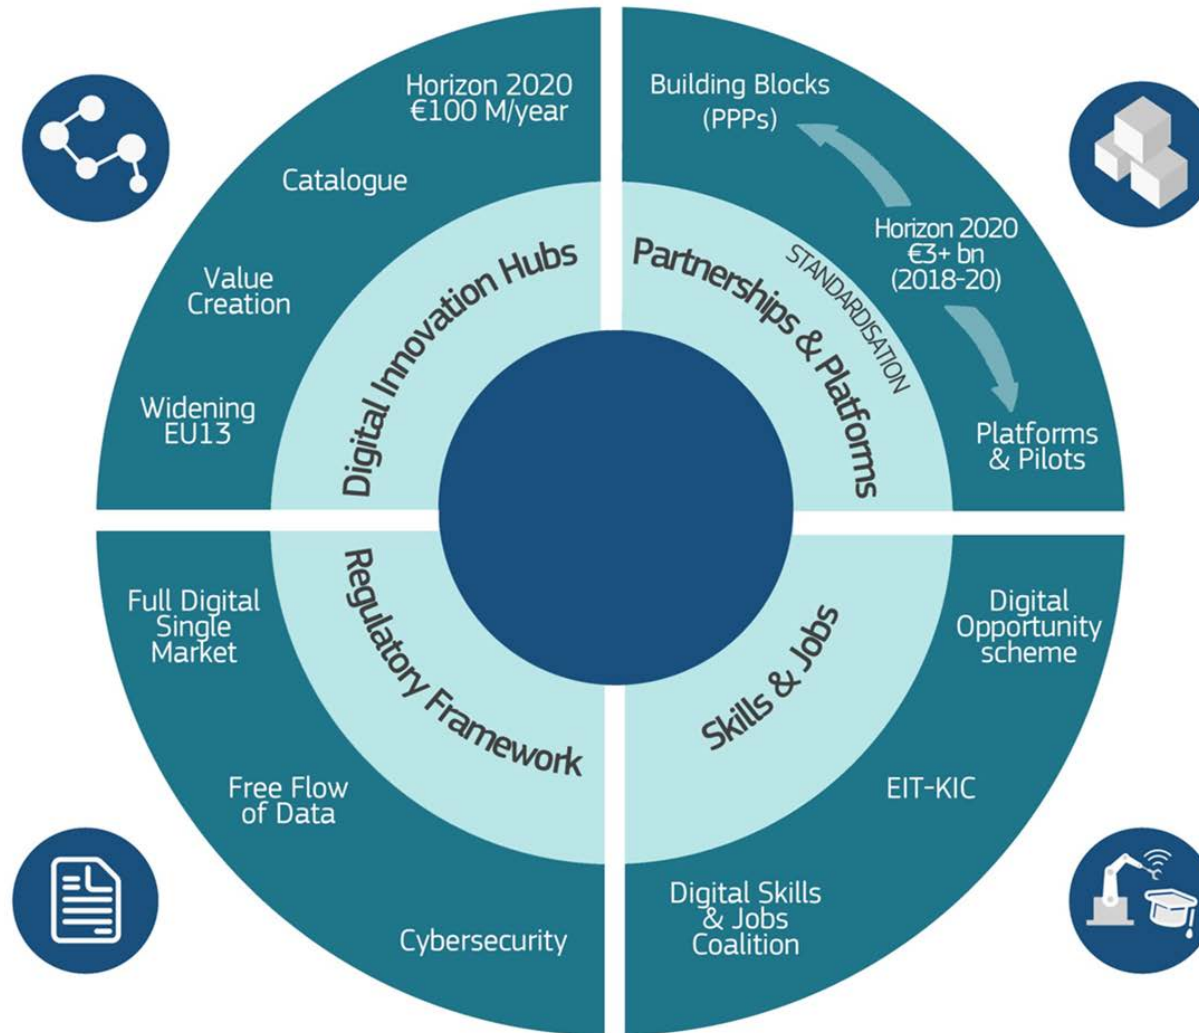 Horizon 2020
€100 M/year
Catalogue
Value
Creation
Widening
EU13
Digital Innovation Hubs
Building Blocks
(PPPs)
Horizon 2020
€3+ bn
(2018-20)
Platforms
& Pilots
STANDARDISATION
Partnerships & Platforms
Full Digital
Single
Market
Free Flow
of Data
Cybersecurity
Regulatory Framework
Digital
Opportunity
scheme
EIT-KIC
Digital Skills
& Jobs
Coalition
Skills & Jobs